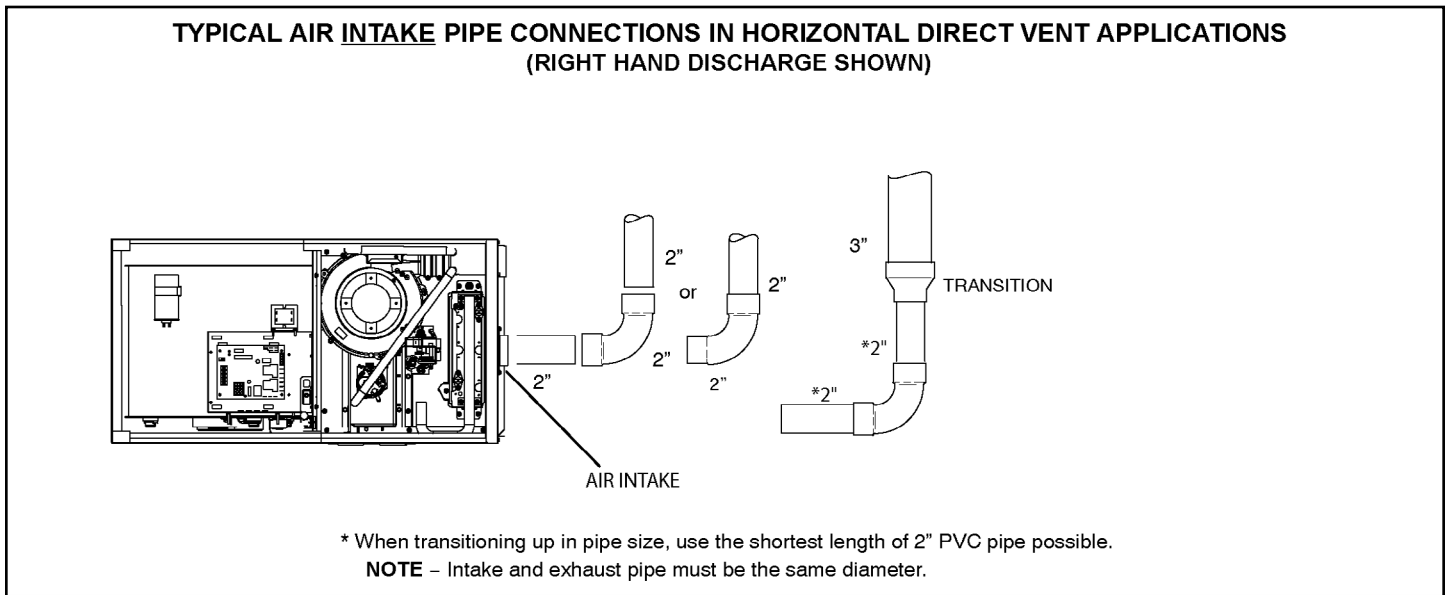 TYPICAL AIR INTAKE PIPE CONNECTIONS IN HORIZONTAL DIRECT VENT APPLICATIONS
(RIGHT HAND DISCHARGE SHOWN)
2”
or
2”
3”
TRANSITION
2”
2”
2”
*2"
*2"
AIR INTAKE
* When transitioning up in pipe size, use the shortest length of 2” PVC pipe possible.
NOTE – Intake and exhaust pipe must be the same diameter.